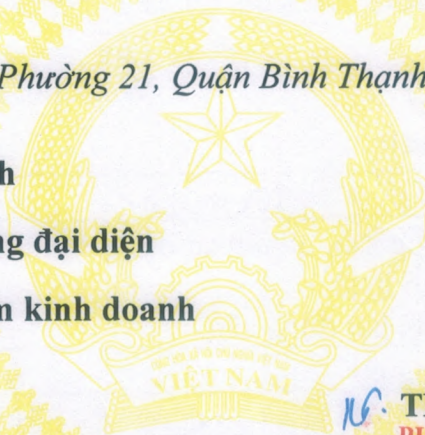 Phường 21, Quận Bình Thạnh
h
ng đại diện
m kinh doanh
VIỆT NAM